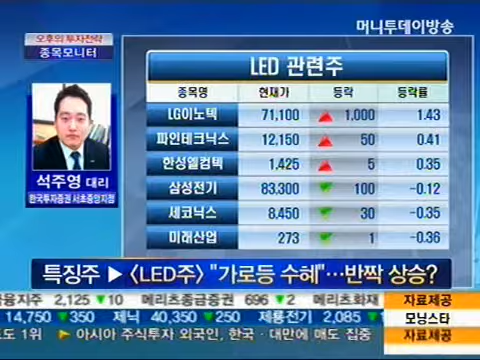 오후의 투자전략
머니투데이방송
종목모니터
LED 관련주
종목명 현재가 등락 등락률
LG이노텍 71,100 ▲ 1,000 1.43
파인테크닉스 12,150 ▲ 50 0.41
한성엘컴텍 1,425 ▲ 5 0.35
삼성전기 83,300 ▼ 100 -0.12
세코닉스 8,450 ▼ 30 -0.35
미래산업 273 ▼ 1 -0.36
석주영 대리
한국투자증권 서초중앙지점
특징주 ▶ <LED주> "가로등 수혜"…반짝 상승?
융지주 2,125 ▼10 메리츠종금증권 696 ▼2 메리츠화재
자료제공
14,750 ▼350 제닉 40,350 ▼250 제룡전기 2,085
모닝스타
도 1위 ▶ 아시아 주식투자 외국인, 한국·대만에 매도 집중
자료제공